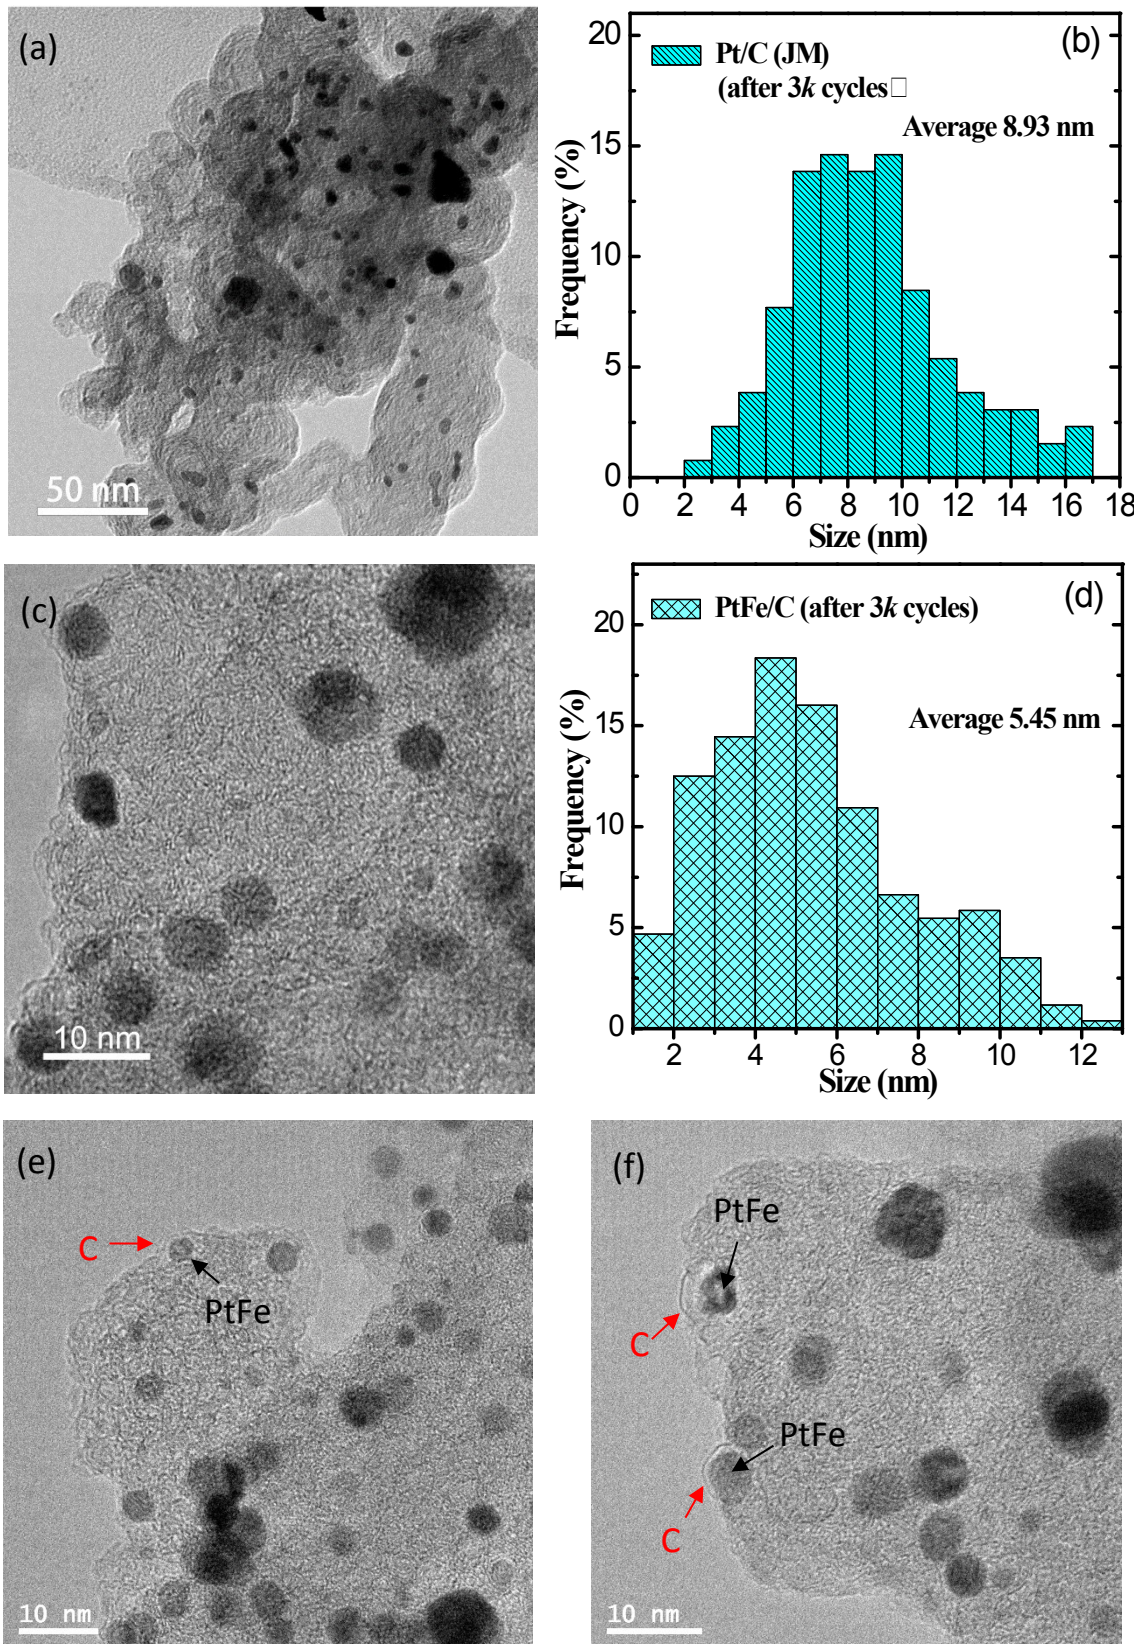 (a)
50 nm
(b)
Pt/C (JM)
(after 3k cycles□
Average 8.93 nm
Frequency (%)
20
15
10
5
0
0 2 4 6 8 10 12 14 16 18
Size (nm)
(c)
10 nm
(d)
PtFe/C (after 3k cycles)
Average 5.45 nm
Frequency (%)
20
15
10
5
0
2 4 6 8 10 12
Size (nm)
(e)
C
PtFe
10 nm
(f)
PtFe
C
PtFe
C
10 nm